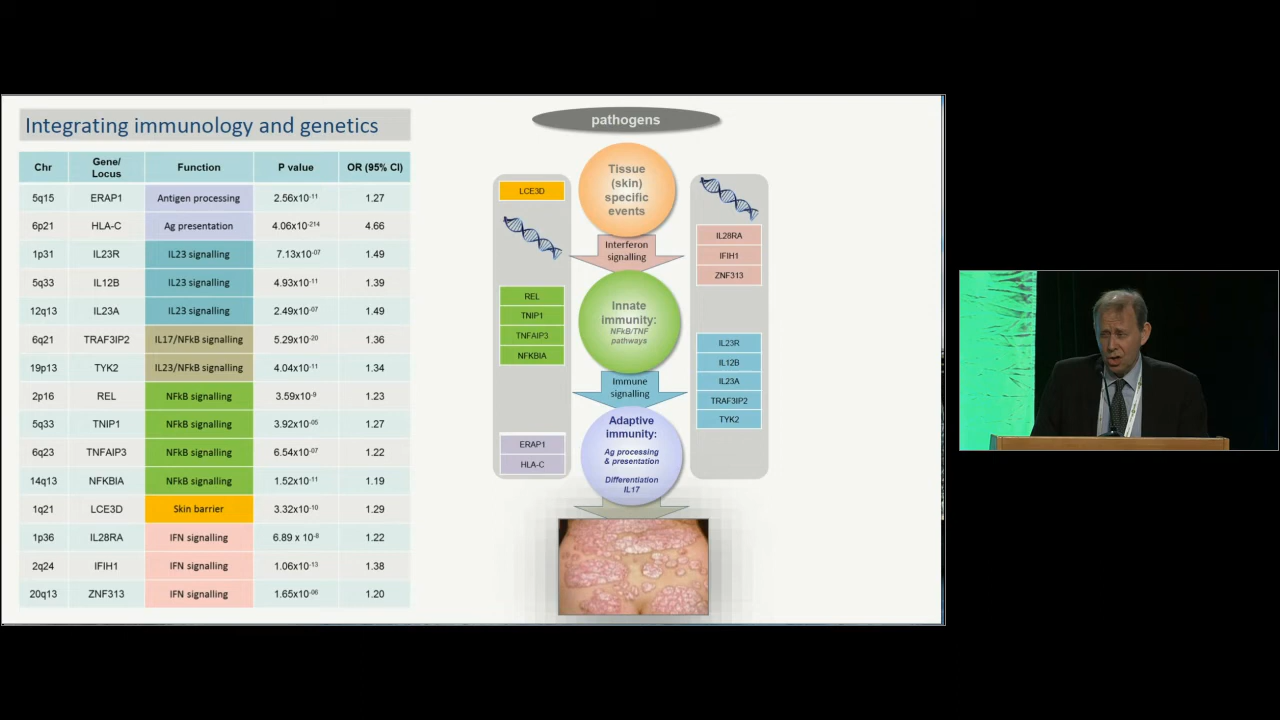 Integrating immunology and genetics
Chr Gene/Locus Function P value OR (95% CI)
5q15 ERAP1 Antigen processing 2.56x10-11 1.27
6p21 HLA-C Ag presentation 4.06x10-214 4.66
1p31 IL23R IL23 signalling 7.13x10-07 1.49
5q33 IL12B IL23 signalling 4.93x10-11 1.39
12q13 IL23A IL23 signalling 2.49x10-07 1.49
6q21 TRAF3IP2 IL17/NFkB signalling 5.29x10-20 1.36
19p13 TYK2 IL23/NFkB signalling 4.04x10-11 1.34
2p16 REL NFkB signalling 3.59x10-9 1.23
5q33 TNIP1 NFkB signalling 3.92x10-05 1.27
6q23 TNFAIP3 NFkB signalling 6.54x10-07 1.22
14q13 NFKBIA NFkB signalling 1.52x10-11 1.19
1q21 LCE3D Skin barrier 3.32x10-10 1.29
1p36 IL28RA IFN signalling 6.89 x 10-8 1.22
2q24 IFIH1 IFN signalling 1.06x10-13 1.38
20q13 ZNF313 IFN signalling 1.65x10-06 1.20
pathogens
Tissue
(skin)
specific
events
Interferon
signalling
Innate
immunity:
NFkB/TNF
pathways
Immune
signalling
Adaptive
immunity:
Ag processing
& presentation
Differentiation
IL17
LCE3D
REL
TNIP1
TNFAIP3
NFKBIA
ERAP1
HLA-C
IL28RA
IFIH1
ZNF313
IL23R
IL12B
IL23A
TRAF3IP2
TYK2